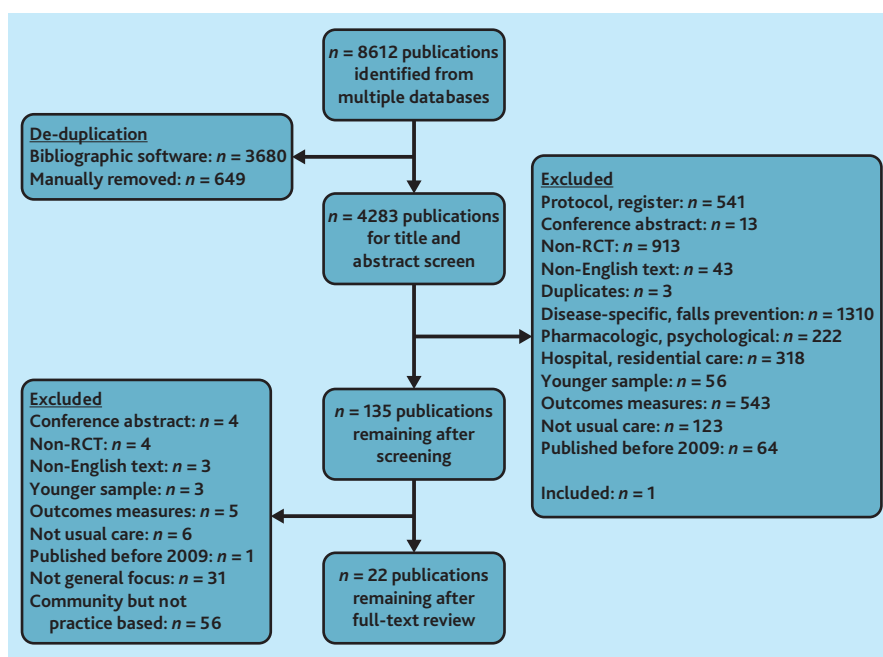 n = 8612 publications
identified from
multiple databases
De-duplication
Bibliographic software: n = 3680
Manually removed: n = 649
n = 4283 publications
for title and
abstract screen
Excluded
Protocol, register: n = 541
Conference abstract: n = 13
Non-RCT: n = 913
Non-English text: n = 43
Duplicates: n = 3
Disease-specific, falls prevention: n = 1310
Pharmacologic, psychological: n = 222
Hospital, residential care: n = 318
Younger sample: n = 56
Outcomes measures: n = 543
Not usual care: n = 123
Published before 2009: n = 64
Included: n = 1
n = 135 publications
remaining after
screening
Excluded
Conference abstract: n = 4
Non-RCT: n = 4
Non-English text: n = 3
Younger sample: n = 3
Outcomes measures: n = 5
Not usual care: n = 6
Published before 2009: n = 1
Not general focus: n = 31
Community but not
practice based: n = 56
n = 22 publications
remaining after
full-text review